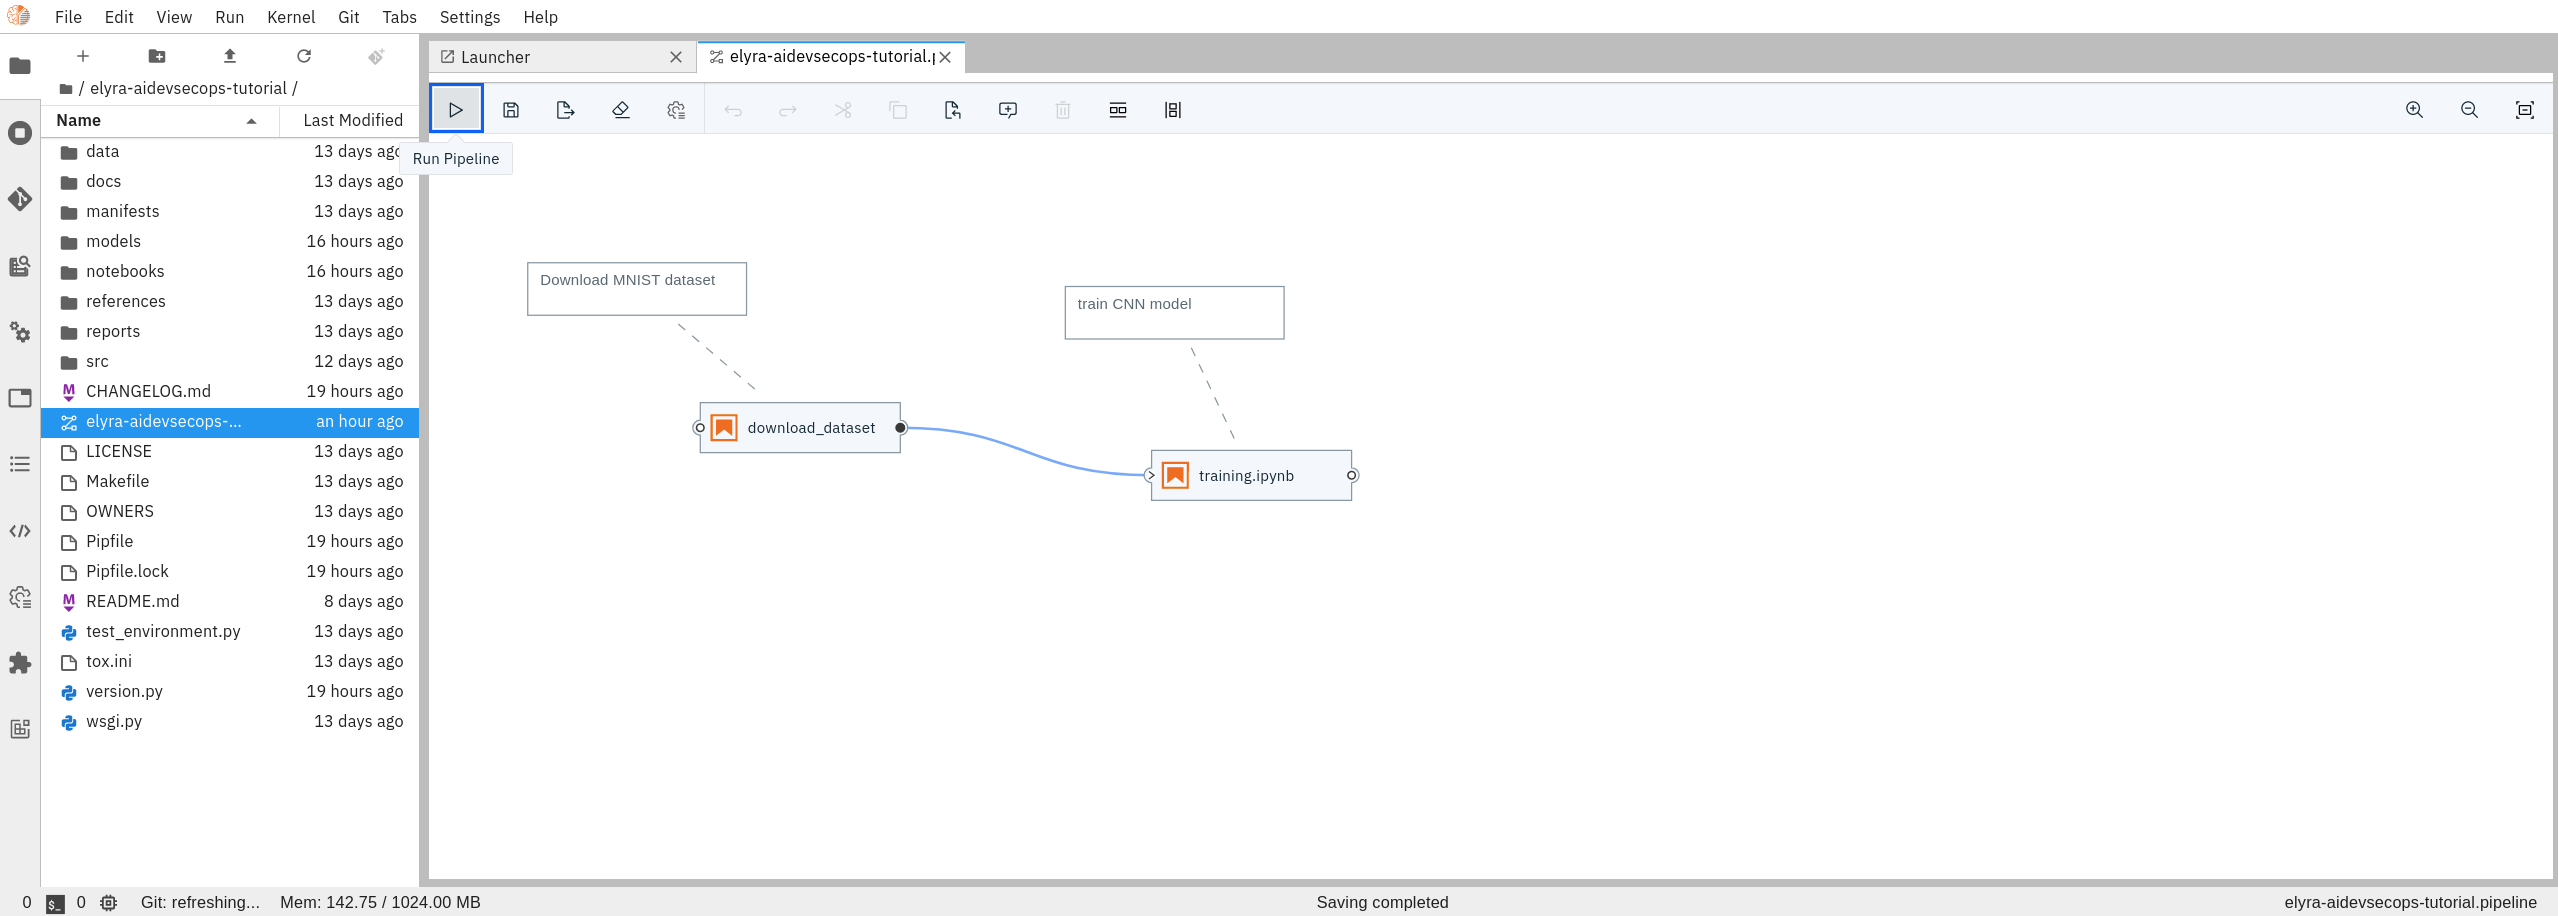 File Edit View Run Kernel Git Tabs Settings Help
/ elyra-aidevsecops-tutorial /
Name Last Modified
data 13 days ago
docs 13 days ago
manifests 13 days ago
models 16 hours ago
notebooks 16 hours ago
references 13 days ago
reports 13 days ago
src 12 days ago
CHANGELOG.md 19 hours ago
elyra-aidevsecops-... an hour ago
LICENSE 13 days ago
Makefile 13 days ago
OWNERS 13 days ago
Pipfile 19 hours ago
Pipfile.lock 19 hours ago
README.md 8 days ago
test_environment.py 13 days ago
tox.ini 13 days ago
version.py 19 hours ago
wsgi.py 13 days ago
Launcher
elyra-aidevsecops-tutorial.p
Run Pipeline
Download MNIST dataset
train CNN model
download_dataset
training.ipynb
0 $_ 0 Git: refreshing... Mem: 142.75 / 1024.00 MB Saving completed elyra-aidevsecops-tutorial.pipeline